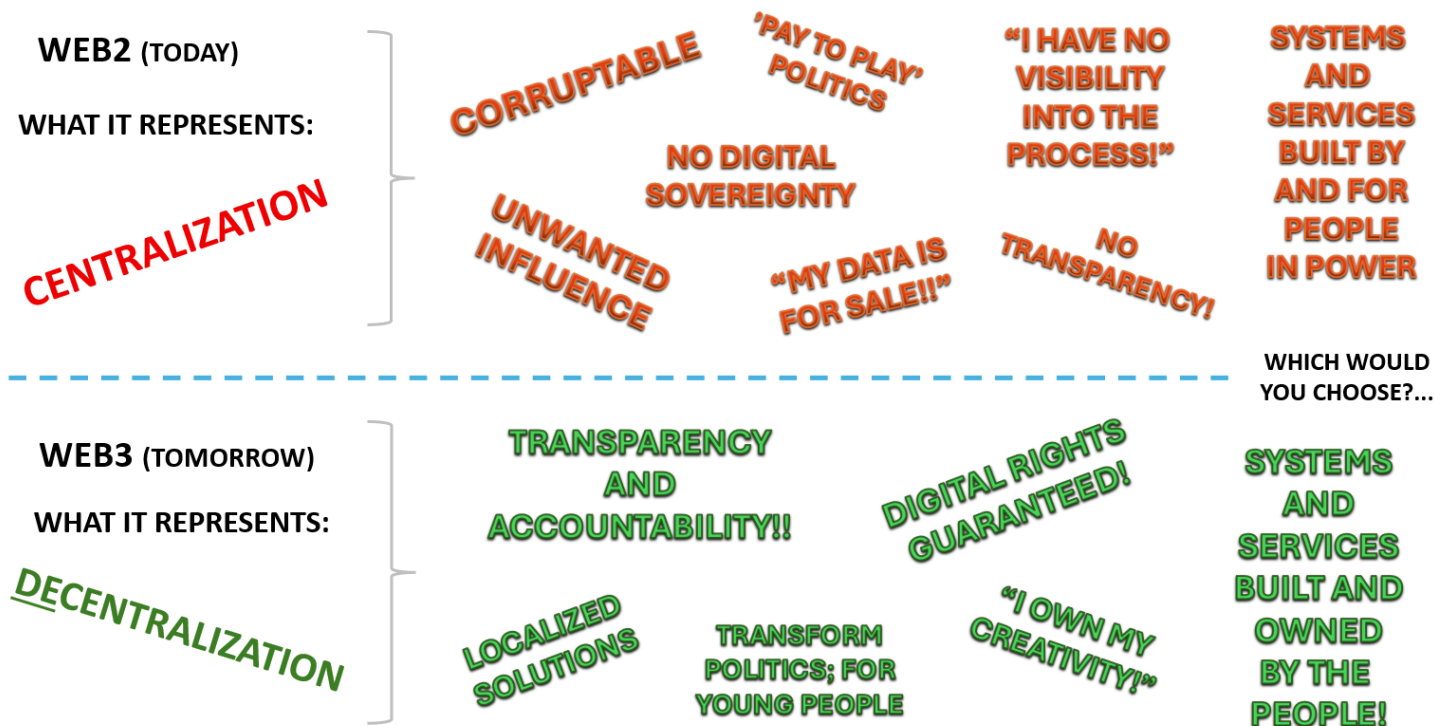 WEB2 (TODAY)
WHAT IT REPRESENTS:
CENTRALIZATION
CORRUPTABLE
'PAY TO PLAY'
POLITICS
“I HAVE NO
VISIBILITY
INTO THE
PROCESS!”
SYSTEMS
AND
SERVICES
BUILT BY
AND FOR
PEOPLE
IN POWER
NO DIGITAL
SOVEREIGNTY
UNWANTED
INFLUENCE
“MY DATA IS
FOR SALE!!”
NO
TRANSPARENCY!
WHICH WOULD
YOU CHOOSE?...
WEB3 (TOMORROW)
WHAT IT REPRESENTS:
DECENTRALIZATION
TRANSPARENCY
AND
ACCOUNTABILITY!!
DIGITAL RIGHTS
GUARANTEED!
SYSTEMS
AND
SERVICES
BUILT AND
OWNED
BY THE
PEOPLE!
LOCALIZED
SOLUTIONS
TRANSFORM
POLITICS; FOR
YOUNG PEOPLE
“I OWN MY
CREATIVITY!”